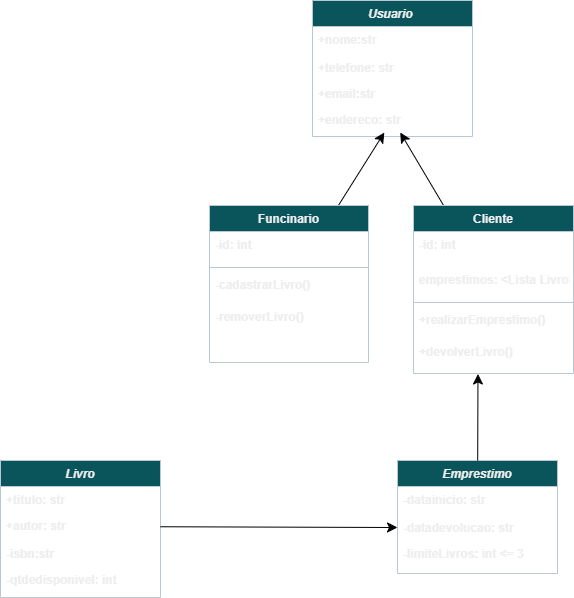 Usuario
+nome:str
+telefone: str
+email:str
+endereco: str
Funcinario
-id: int
-cadastrarLivro()
-removerLivro()
Cliente
-id: int
emprestimos: <Lista Livro
+realizarEmprestimo()
+devolverLivro()
Livro
+titulo: str
+autor: str
-isbn:str
-qtdedisponivel: int
Emprestimo
-datainicio: str
-datadevolucao: str
-limiteLivros: int <= 3